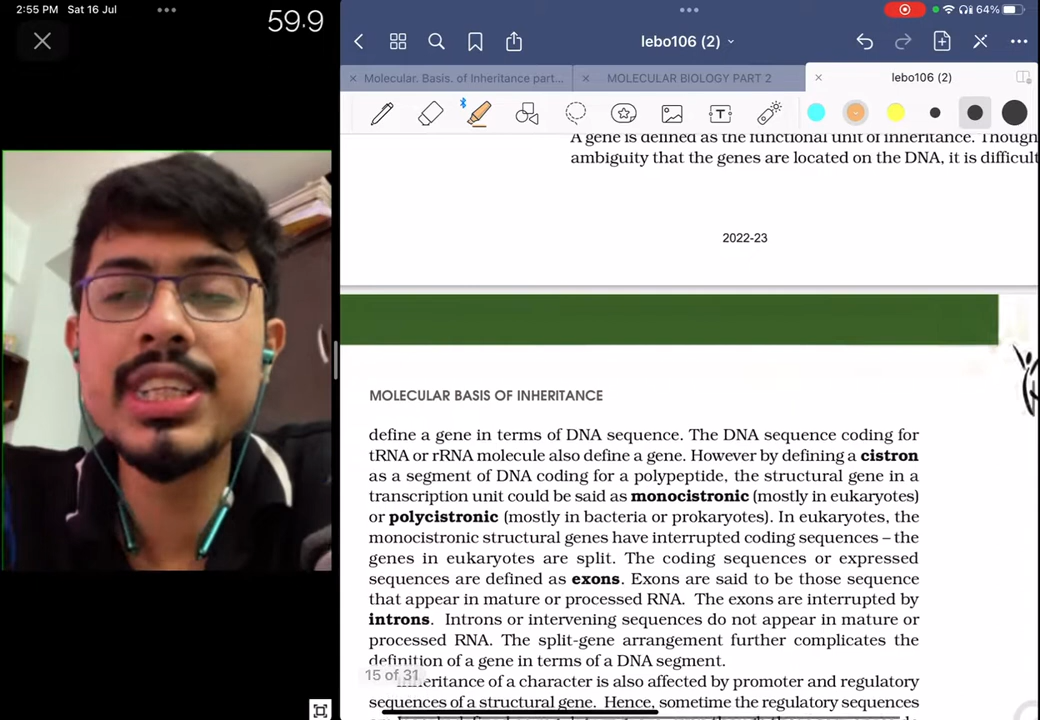 2:55 PM Sat 16 Jul
59.9
64%
lebo106 (2)
Molecular. Basis. of Inheritance part...
MOLECULAR BIOLOGY PART 2
lebo106 (2)
A gene is defined as the functional unit of inheritance. Though
ambiguity that the genes are located on the DNA, it is difficult
2022-23
MOLECULAR BASIS OF INHERITANCE
define a gene in terms of DNA sequence. The DNA sequence coding for
tRNA or rRNA molecule also define a gene. However by defining a cistron
as a segment of DNA coding for a polypeptide, the structural gene in a
transcription unit could be said as monocistronic (mostly in eukaryotes)
or polycistronic (mostly in bacteria or prokaryotes). In eukaryotes, the
monocistronic structural genes have interrupted coding sequences – the
genes in eukaryotes are split. The coding sequences or expressed
sequences are defined as exons. Exons are said to be those sequence
that appear in mature or processed RNA. The exons are interrupted by
introns. Introns or intervening sequences do not appear in mature or
processed RNA. The split-gene arrangement further complicates the
definition of a gene in terms of a DNA segment.
15 of 31
Inheritance of a character is also affected by promoter and regulatory
sequences of a structural gene. Hence, sometime the regulatory sequences